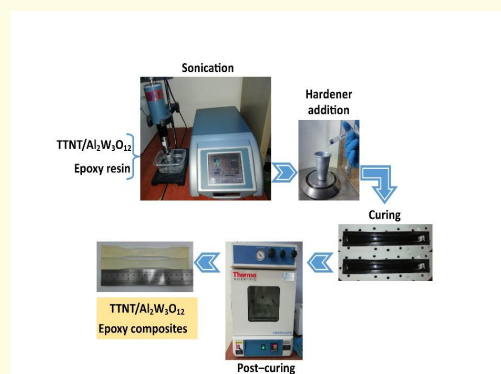 Sonication
Hardener
addition
TTNT/Al₂W₃O₁₂
Epoxy resin
Curing
Thermo
TTNT/Al₂W₃O₁₂
Epoxy composites
Post–curing